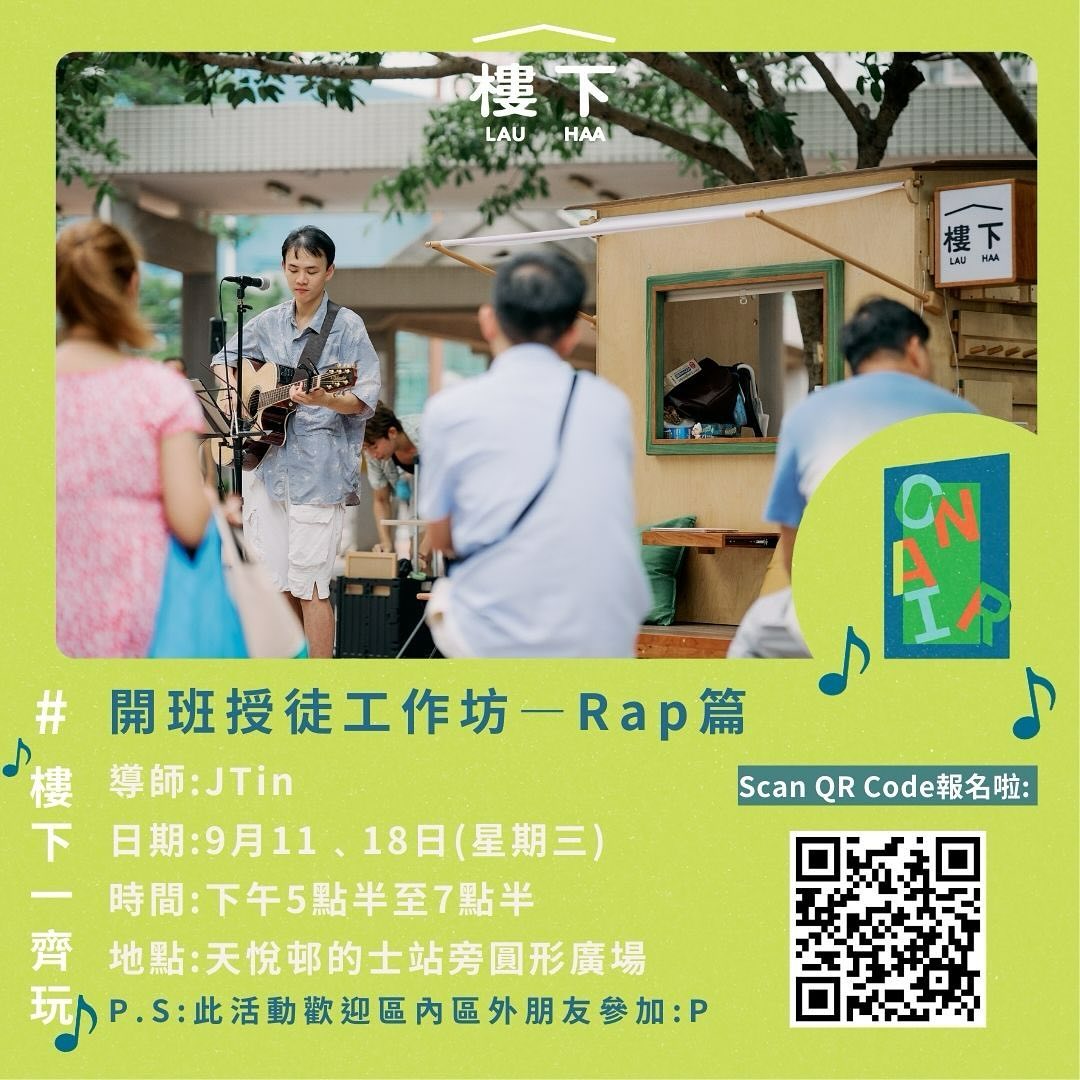 樓下
LAU HAA
樓下
LAU HAA
ON
AIR
# 樓下一齊玩
開班授徒工作坊—Rap篇
導師:JTin
日期:9月11、18日(星期三)
時間:下午5點半至7點半
地點:天悅邨的士站旁圓形廣場
P.S:此活動歡迎區內區外朋友參加:P
Scan QR Code報名啦: